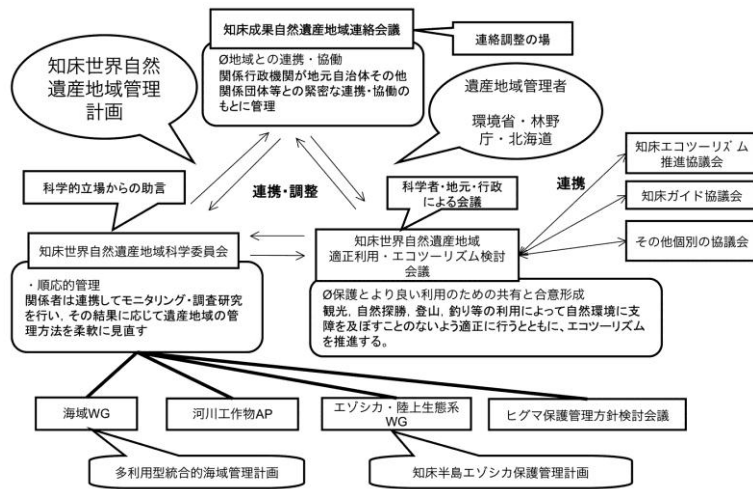 知床成果自然遺産地域連絡会議
連絡調整の場
Ø地域との連携・協働
関係行政機関が地元自治体その他
関係団体等との緊密な連携・協働の
もとに管理
知床世界自然
遺産地域管理
計画
遺産地域管理者
環境省・林野
庁・北海道
知床エコツーリズム
推進協議会
科学的立場からの助言
連携・調整
科学者・地元・行政
による会議
連携
知床ガイド協議会
知床世界自然遺産地域科学委員会
知床世界自然遺産地域
適正利用・エコツーリズム検討
会議
その他個別の協議会
・順応的管理
関係者は連携してモニタリング・調査研究
を行い，その結果に応じて遺産地域の管
理方法を柔軟に見直す
Ø保護とより良い利用のための共有と合意形成
観光，自然探勝，登山，釣り等の利用によって自然環境に支
障を及ぼすことのないよう適正に行うとともに、エコツーリズム
を推進する。
海域WG
河川工作物AP
エゾシカ・陸上生態系
WG
ヒグマ保護管理方針検討会議
多利用型統合的海域管理計画
知床半島エゾシカ保護管理計画